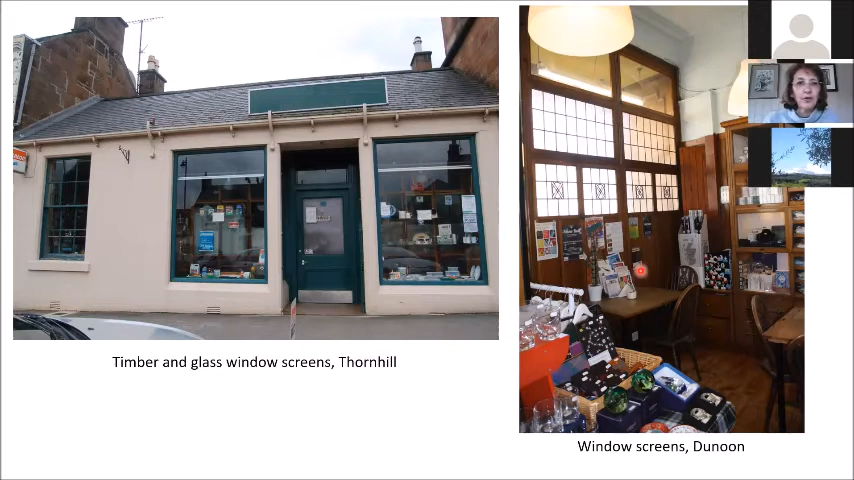 Timber and glass window screens, Thornhill
Window screens, Dunoon